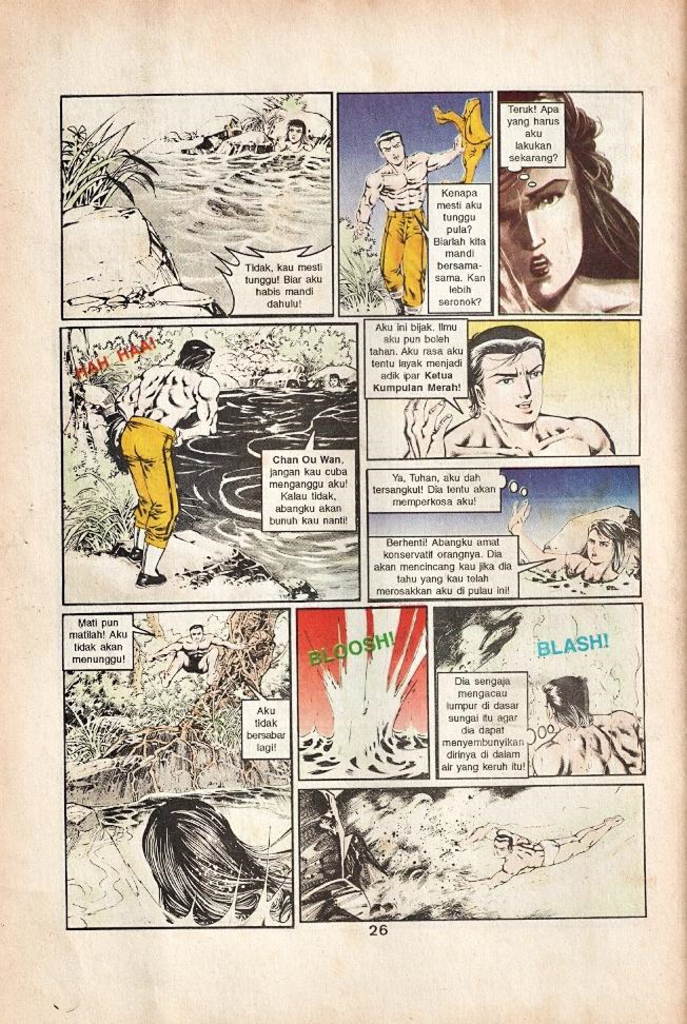 Tidak, kau mesti
tunggu! Biar aku
habis mandi
dahulu!
Kenapa
mesti aku
tunggu
pula?
Biarlah kita
mandi
bersama-
sama. Kan
lebih
seronok?
Teruk! Apa
yang harus
aku
lakukan
sekarang?
HAH HAA!
Chan Ou Wan,
jangan kau cuba
menganggu aku!
Kalau tidak,
abangku akan
bunuh kau nanti!
Aku ini bijak. Ilmu
aku pun boleh
tahan. Aku rasa aku
tentu layak menjadi
adik ipar Ketua
Kumpulan Merah!
Ya, Tuhan, aku dah
tersangkut! Dia tentu akan
memperkosa aku!
Berhenti! Abangku amat
konservatif orangnya. Dia
akan mencincang kau jika dia
tahu yang kau telah
merosakkan aku di pulau ini!
Mati pun
matilah! Aku
tidak akan
menunggu!
Aku
tidak
bersabar
lagi!
BLOOSH!
BLASH!
Dia sengaja
mengacau
lumpur di dasar
sungai itu agar
dia dapat
menyembunyikan
dirinya di dalam
air yang keruh itu!
26